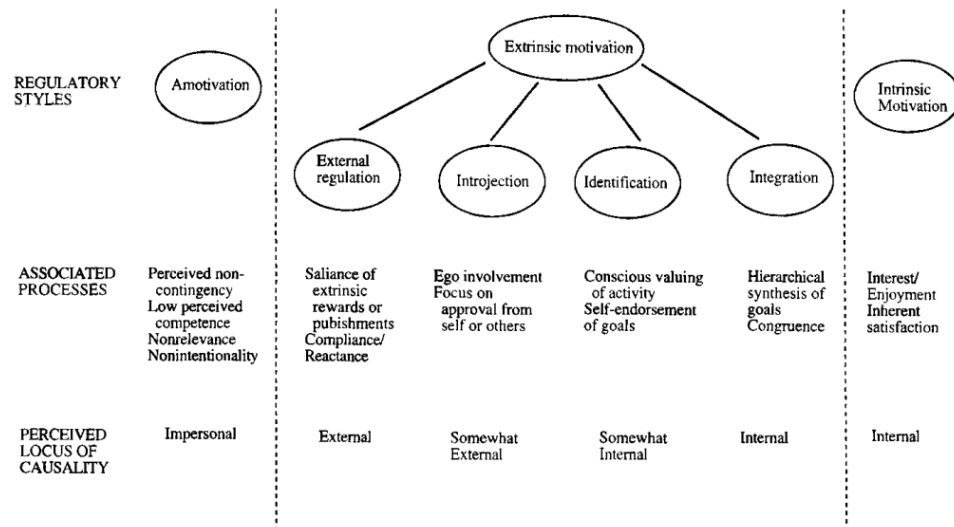 Extrinsic motivation
REGULATORY
STYLES
Amotivation
Intrinsic
Motivation
External
regulation
Introjection
Identification
Integration
ASSOCIATED
PROCESSES
Perceived non-
contingency
Low perceived
competence
Nonrelevance
Nonintentionality
Saliance of
extrinsic
rewards or
pubishments
Compliance/
Reactance
Ego involvement
Focus on
approval from
self or others
Conscious valuing
of activity
Self-endorsement
of goals
Hierarchical
synthesis of
goals
Congruence
Interest/
Enjoyment
Inherent
satisfaction
PERCEIVED
LOCUS OF
CAUSALITY
Impersonal
External
Somewhat
External
Somewhat
Internal
Internal
Internal